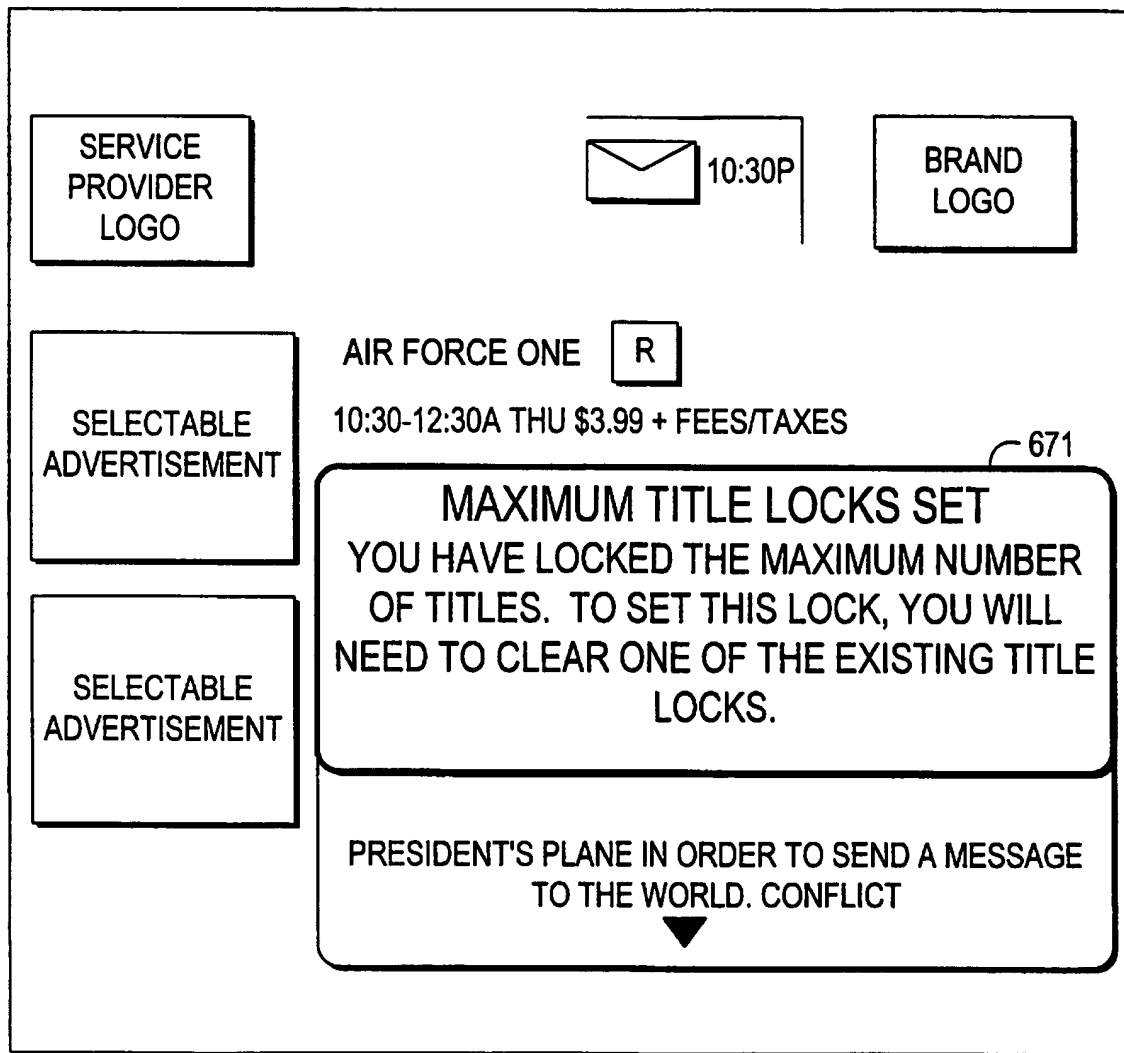 SERVICE
PROVIDER
LOGO
10:30P
BRAND
LOGO
SELECTABLE
ADVERTISEMENT
AIR FORCE ONE R
10:30-12:30A THU $3.99 + FEES/TAXES
671
MAXIMUM TITLE LOCKS SET
YOU HAVE LOCKED THE MAXIMUM NUMBER
OF TITLES. TO SET THIS LOCK, YOU WILL
NEED TO CLEAR ONE OF THE EXISTING TITLE
LOCKS.
SELECTABLE
ADVERTISEMENT
PRESIDENT'S PLANE IN ORDER TO SEND A MESSAGE
TO THE WORLD. CONFLICT